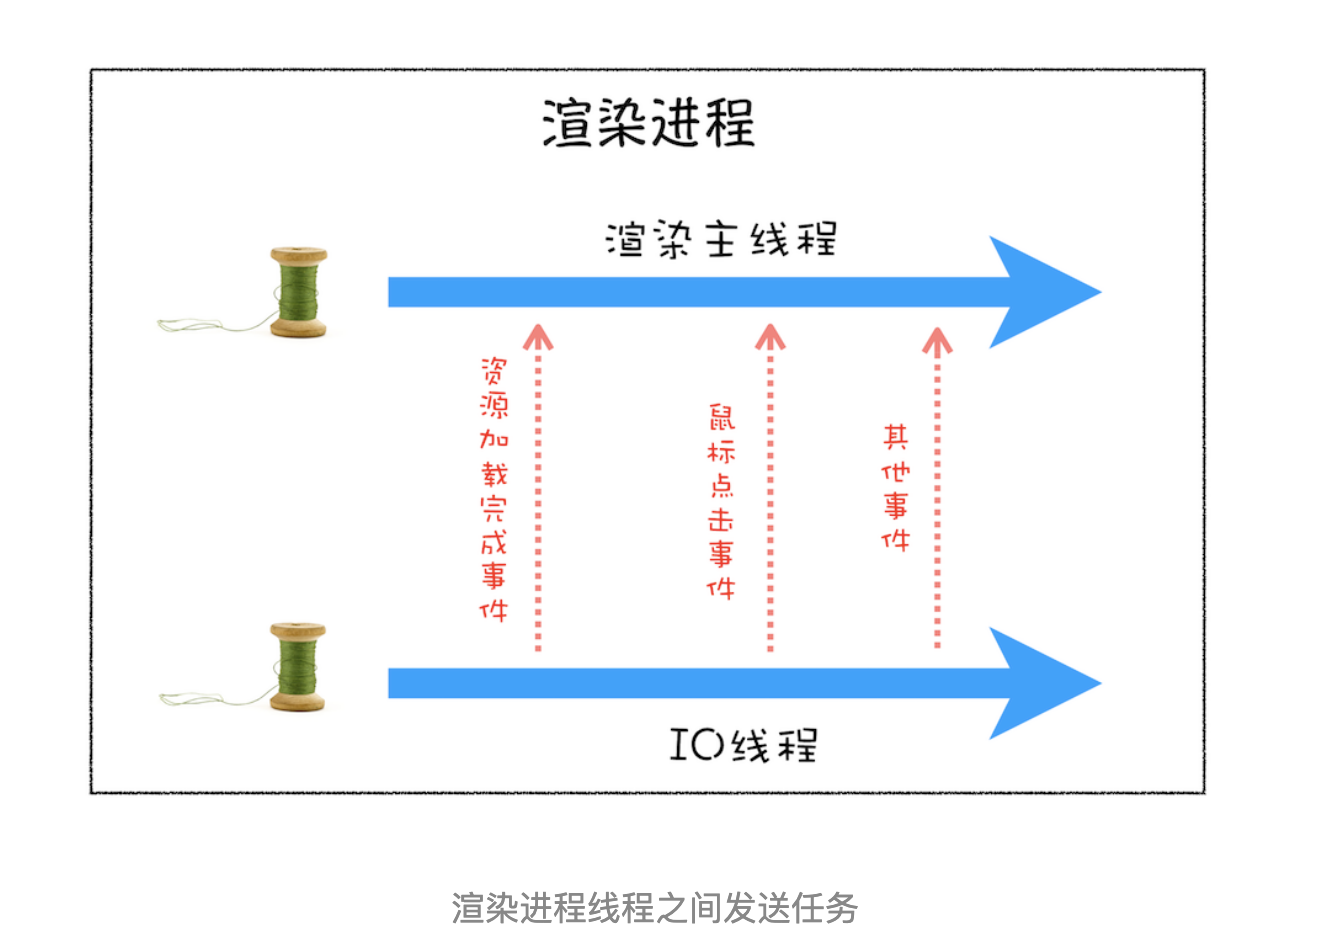 渲染进程
渲染主线程
资源加载完成事件
鼠标点击事件
其他事件
IO线程
渲染进程线程之间发送任务